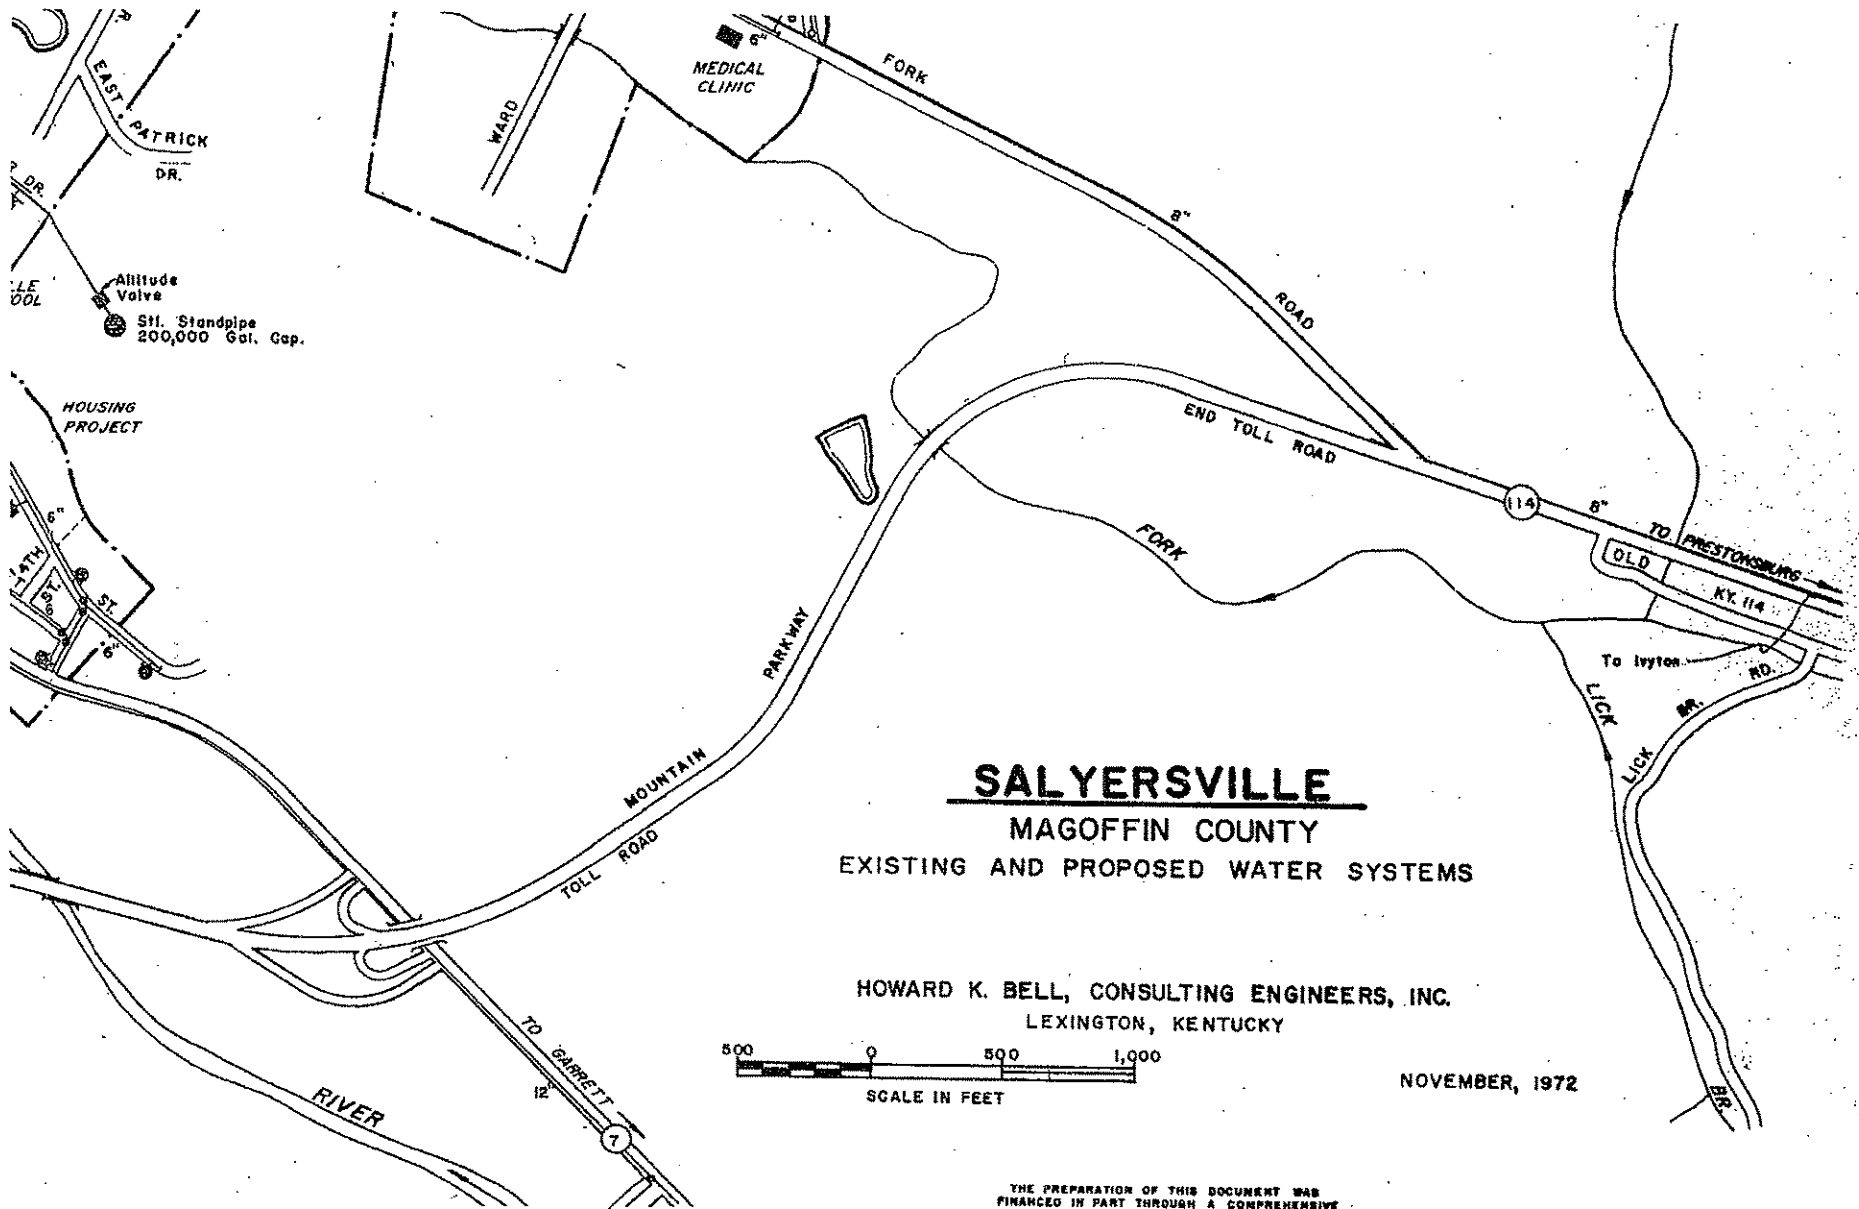 EAST PATRICK
DR.
DR.
Altitude
Valve
Stl. Standpipe
200,000 Gal. Cap.
HOUSING
PROJECT
6"
14TH
ST.
6
ST.
6"
WARD
MEDICAL
CLINIC
6"
FORK
8"
ROAD
END TOLL ROAD
114
8"
TO PRESTONSBURG
OLD
KY. 114
To Ivyton
LICK BR. RD.
LICK
BR.
FORK
PARKWAY
MOUNTAIN
TOLL ROAD
TO GARRETT
12"
7
RIVER
SALYERSVILLE
MAGOFFIN COUNTY
EXISTING AND PROPOSED WATER SYSTEMS
HOWARD K. BELL, CONSULTING ENGINEERS, INC.
LEXINGTON, KENTUCKY
500 0 500 1,000
SCALE IN FEET
NOVEMBER, 1972
THE PREPARATION OF THIS DOCUMENT WAS
FINANCED IN PART THROUGH A COMPREHENSIVE